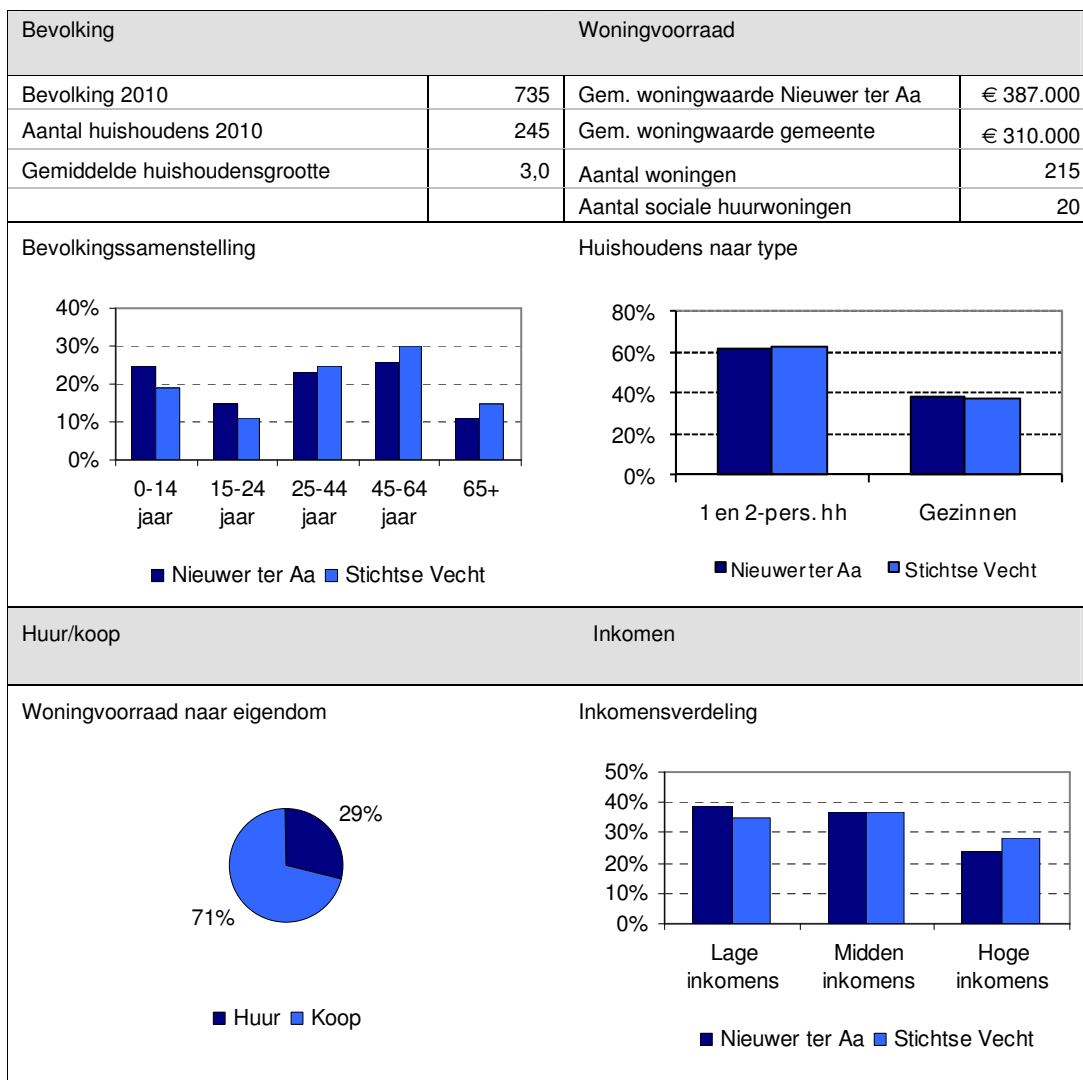 Bevolking Woningvoorraad
Bevolking 2010 735 Gem. woningwaarde Nieuwer ter Aa € 387.000
Aantal huishoudens 2010 245 Gem. woningwaarde gemeente € 310.000
Gemiddelde huishoudensgrootte 3,0 Aantal woningen 215
Aantal sociale huurwoningen 20
Bevolkingssamenstelling
40%
30%
20%
10%
0%
0-14 15-24 25-44 45-64 65+
jaar jaar jaar jaar
Nieuwer ter Aa Stichtse Vecht
Huishoudens naar type
80%
60%
40%
20%
0%
1 en 2-pers. hh Gezinnen
Nieuwer ter Aa Stichtse Vecht
Huur/koop Inkomen
Woningvoorraad naar eigendom
29%
71%
Huur Koop
Inkomensverdeling
50%
40%
30%
20%
10%
0%
Lage Midden Hoge
inkomens inkomens inkomens
Nieuwer ter Aa Stichtse Vecht